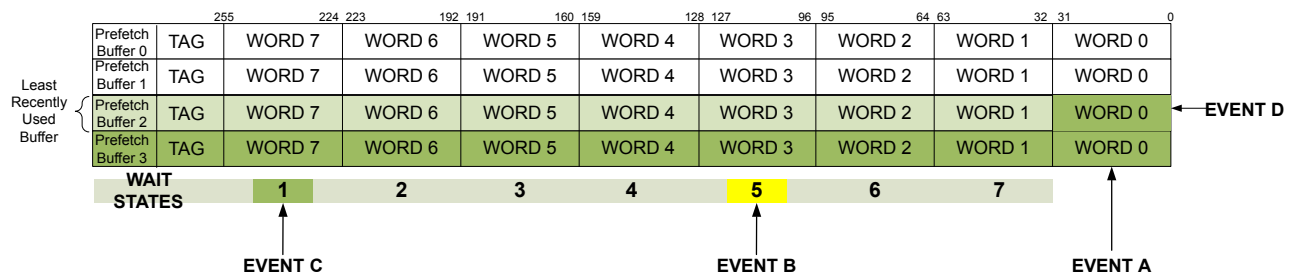 255 224 223 192 191 160 159 128 127 96 95 64 63 32 31 0
Prefetch Buffer 0 TAG WORD 7 WORD 6 WORD 5 WORD 4 WORD 3 WORD 2 WORD 1 WORD 0
Prefetch Buffer 1 TAG WORD 7 WORD 6 WORD 5 WORD 4 WORD 3 WORD 2 WORD 1 WORD 0
Least Recently Used Buffer
Prefetch Buffer 2 TAG WORD 7 WORD 6 WORD 5 WORD 4 WORD 3 WORD 2 WORD 1 WORD 0 EVENT D
Prefetch Buffer 3 TAG WORD 7 WORD 6 WORD 5 WORD 4 WORD 3 WORD 2 WORD 1 WORD 0
WAIT STATES 1 2 3 4 5 6 7
EVENT C EVENT B EVENT A